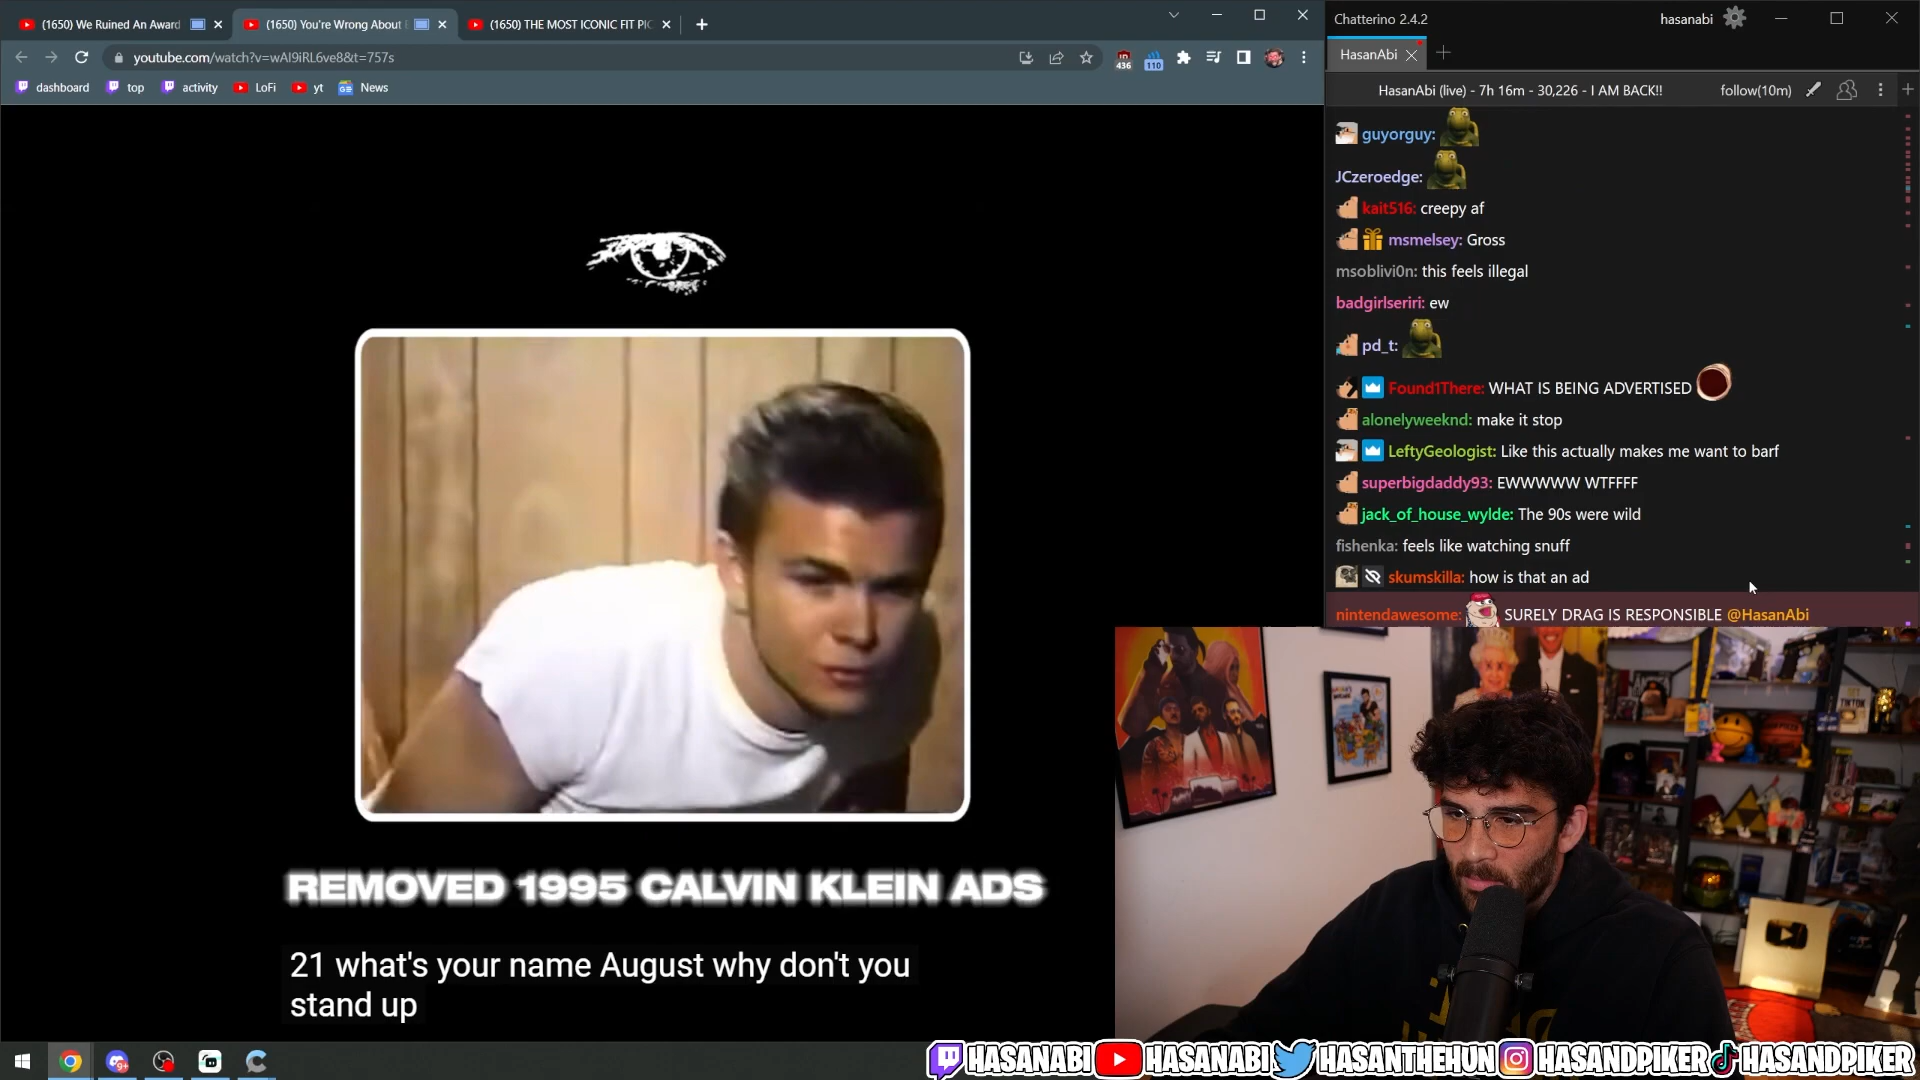 (1650) We Ruined An Award
(1650) You're Wrong About
(1650) THE MOST ICONIC FIT PIC
youtube.com/watch?v=wAl9iRL6ve8&t=757s
436
110
dashboard
top
activity
LoFi
yt
News
REMOVED 1995 CALVIN KLEIN ADS
21 what's your name August why don't you
stand up
Chatterino 2.4.2
hasanabi
HasanAbi
HasanAbi (live) - 7h 16m - 30,226 - I AM BACK!!
follow(10m)
guyorguy:
JCzeroedge:
kait516: creepy af
msmelsey: Gross
msoblivi0n: this feels illegal
badgirlseriri: ew
pd_t:
Found1There: WHAT IS BEING ADVERTISED
alonelyweeknd: make it stop
LeftyGeologist: Like this actually makes me want to barf
superbigdaddy93: EWWWWW WTFFFF
jack_of_house_wylde: The 90s were wild
fishenka: feels like watching snuff
skumskilla: how is that an ad
nintendawesome: SURELY DRAG IS RESPONSIBLE @HasanAbi
HASANABI
HASANABI
HASANTHEHUN
HASANDPIKER
HASANDPIKER